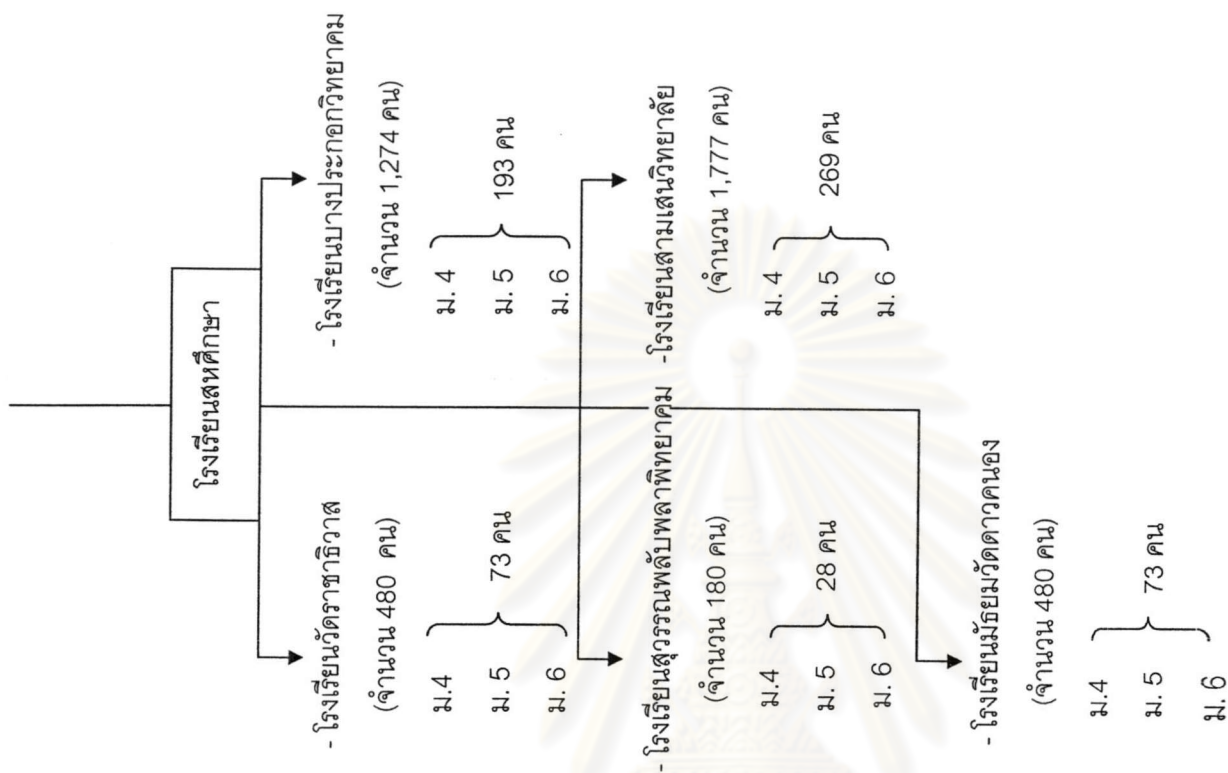 โรงเรียนสหศึกษา
- โรงเรียนวัดราชาธิวาส
(จำนวน 480 คน)
ม.4
ม. 5 73 คน
ม. 6
- โรงเรียนบางประกอกวิทยาคม
(จำนวน 1,274 คน)
ม. 4
ม. 5 193 คน
ม. 6
- โรงเรียนสุวรรณพลับพลาพิทยาคม
(จำนวน 180 คน)
ม.4
ม. 5 28 คน
ม. 6
-โรงเรียนสามเสนวิทยาลัย
(จำนวน 1,777 คน)
ม. 4
ม. 5 269 คน
ม. 6
- โรงเรียนมัธยมวัดดาวคนอง
(จำนวน 480 คน)
ม.4
ม. 5 73 คน
ม. 6